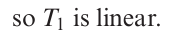 so T₁ is linear.